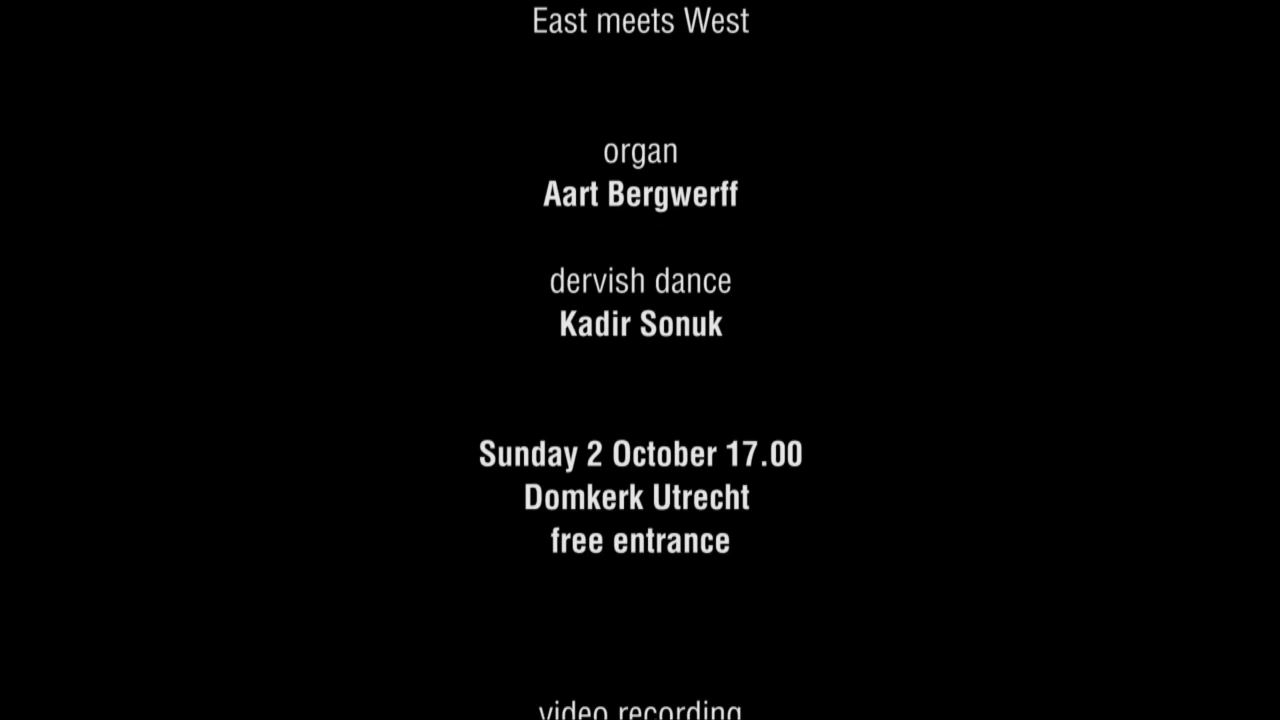 East meets West
organ
Aart Bergwerff
dervish dance
Kadir Sonuk
Sunday 2 October 17.00
Domkerk Utrecht
free entrance
video recording